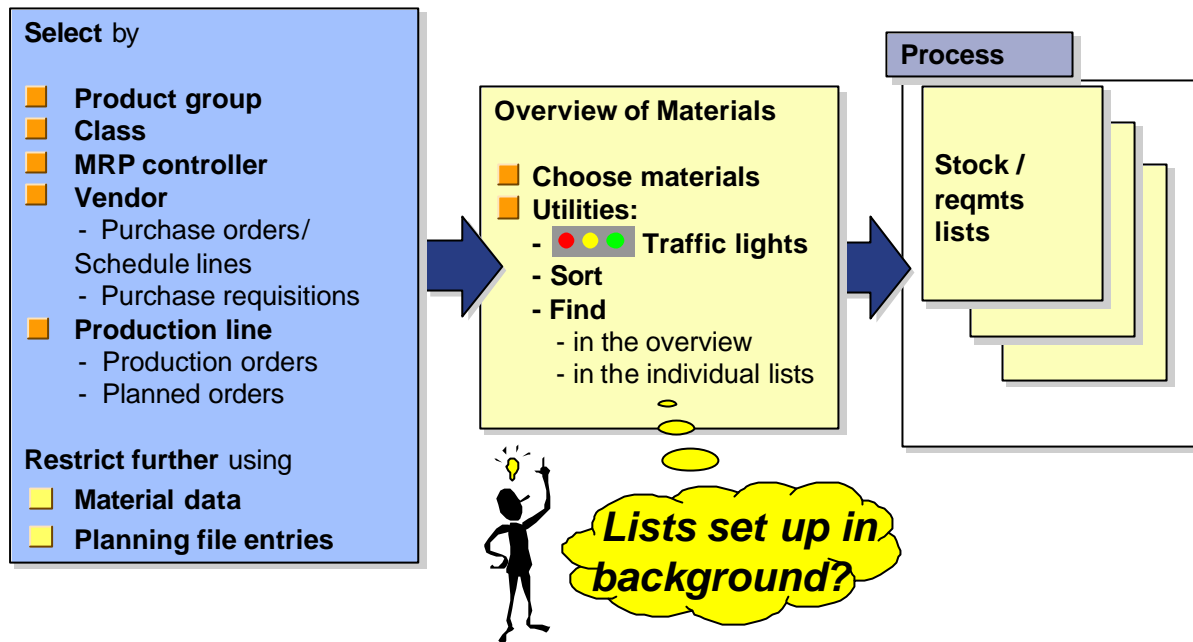 Select by
Product group
Class
MRP controller
Vendor
- Purchase orders/
Schedule lines
- Purchase requisitions
Production line
- Production orders
- Planned orders
Restrict further using
Material data
Planning file entries
Overview of Materials
Choose materials
Utilities:
- Traffic lights
- Sort
- Find
- in the overview
- in the individual lists
Lists set up in
background?
Process
Stock /
reqmts
lists